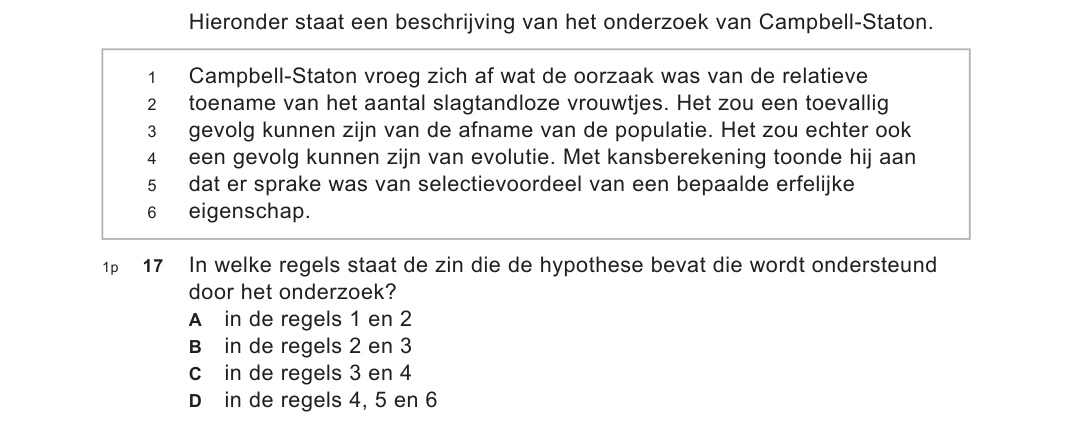 Hieronder staat een beschrijving van het onderzoek van Campbell-Staton.
1 Campbell-Staton vroeg zich af wat de oorzaak was van de relatieve
2 toename van het aantal slagtandloze vrouwtjes. Het zou een toevallig
3 gevolg kunnen zijn van de afname van de populatie. Het zou echter ook
4 een gevolg kunnen zijn van evolutie. Met kansberekening toonde hij aan
5 dat er sprake was van selectievoordeel van een bepaalde erfelijke
6 eigenschap.
1p 17 In welke regels staat de zin die de hypothese bevat die wordt ondersteund
door het onderzoek?
A in de regels 1 en 2
B in de regels 2 en 3
C in de regels 3 en 4
D in de regels 4, 5 en 6